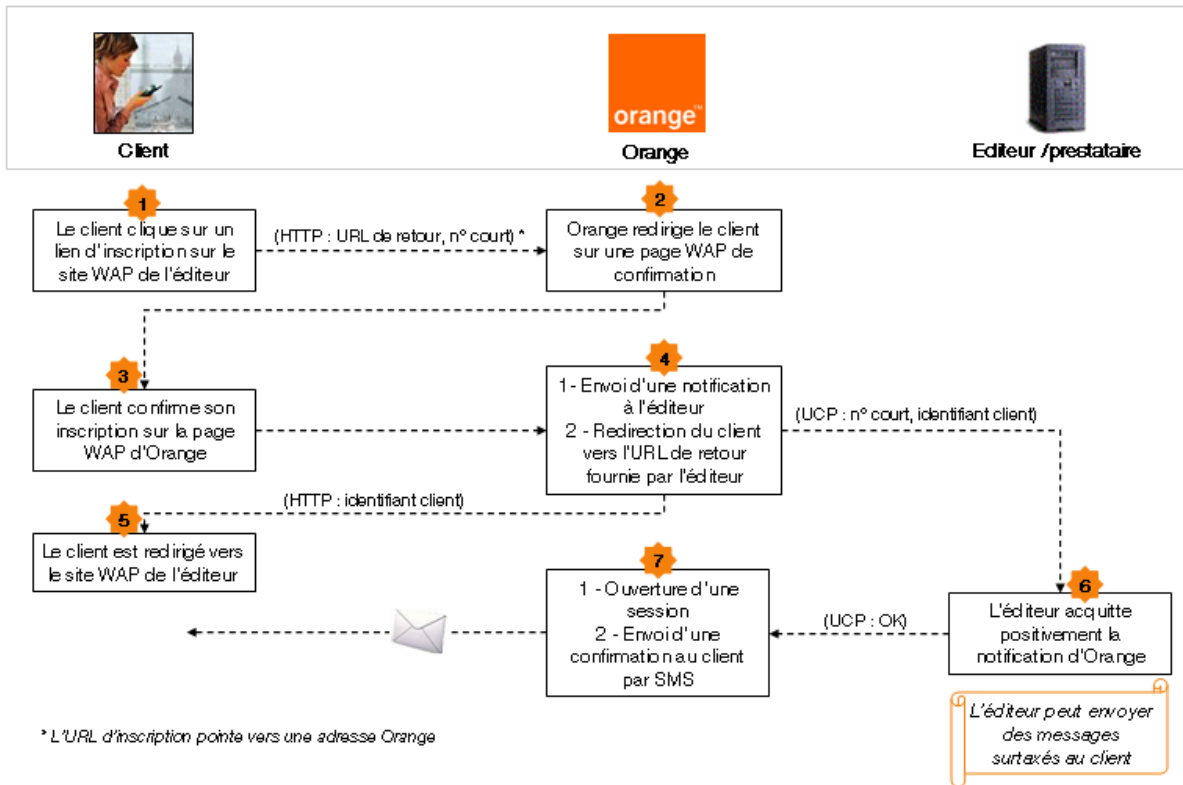 orange™
Client
Orange
Editeur /prestataire
1
Le client clique sur un
lien d'inscription sur le
site WAP de l'éditeur
(HTTP : URL de retour, n° court) *
2
Orange redirige le client
sur une page WAP de
confirmation
3
Le client confirme son
inscription sur la page
WAP d'Orange
4
1 - Envoi d'une notification
à l'éditeur
2 - Redirection du client
vers l'URL de retour
fournie par l'éditeur
(UCP : n° court, identifiant client)
(HTTP : identifiant client)
5
Le client est redirigé vers
le site WAP de l'éditeur
6
L'éditeur acquitte
positivement la
notification d'Orange
(UCP : OK)
7
1 - Ouverture d'une
session
2 - Envoi d'une
confirmation au client
par SMS
L'éditeur peut envoyer
des messages
surtaxés au client
* L'URL d'inscription pointe vers une adresse Orange